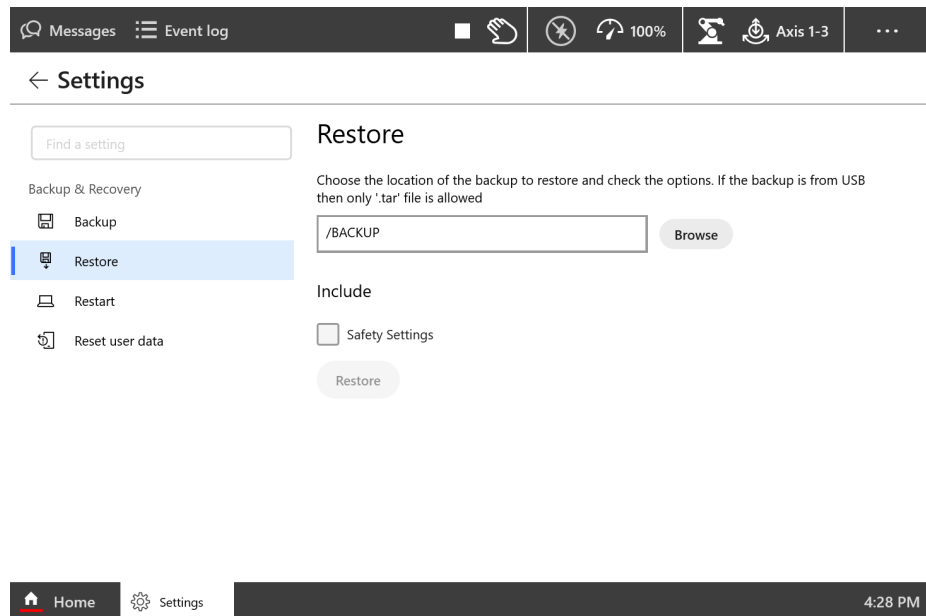 Messages
Event log
100%
Axis 1-3
...
Settings
Find a setting
Backup & Recovery
Backup
Restore
Restart
Reset user data
Restore
Choose the location of the backup to restore and check the options. If the backup is from USB
then only '.tar' file is allowed
/BACKUP
Browse
Include
Safety Settings
Restore
Home
Settings
4:28 PM